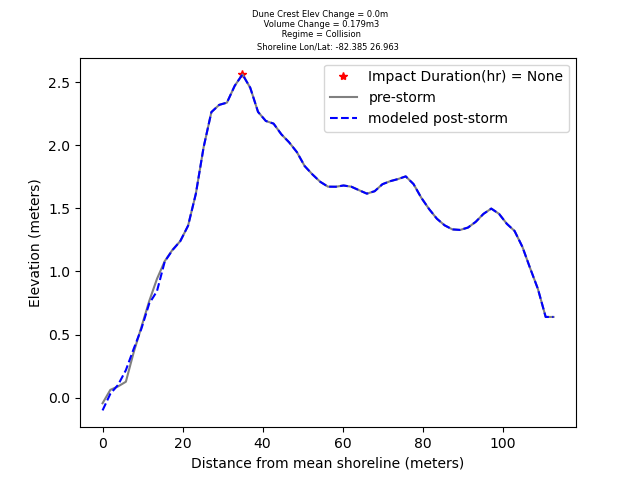 Dune Crest Elev Change = 0.0m
Volume Change = 0.179m3
Regime = Collision
Shoreline Lon/Lat: -82.385 26.963
Impact Duration(hr) = None
pre-storm
modeled post-storm
2.5
2.0
1.5
1.0
0.5
0.0
Elevation (meters)
0 20 40 60 80 100
Distance from mean shoreline (meters)